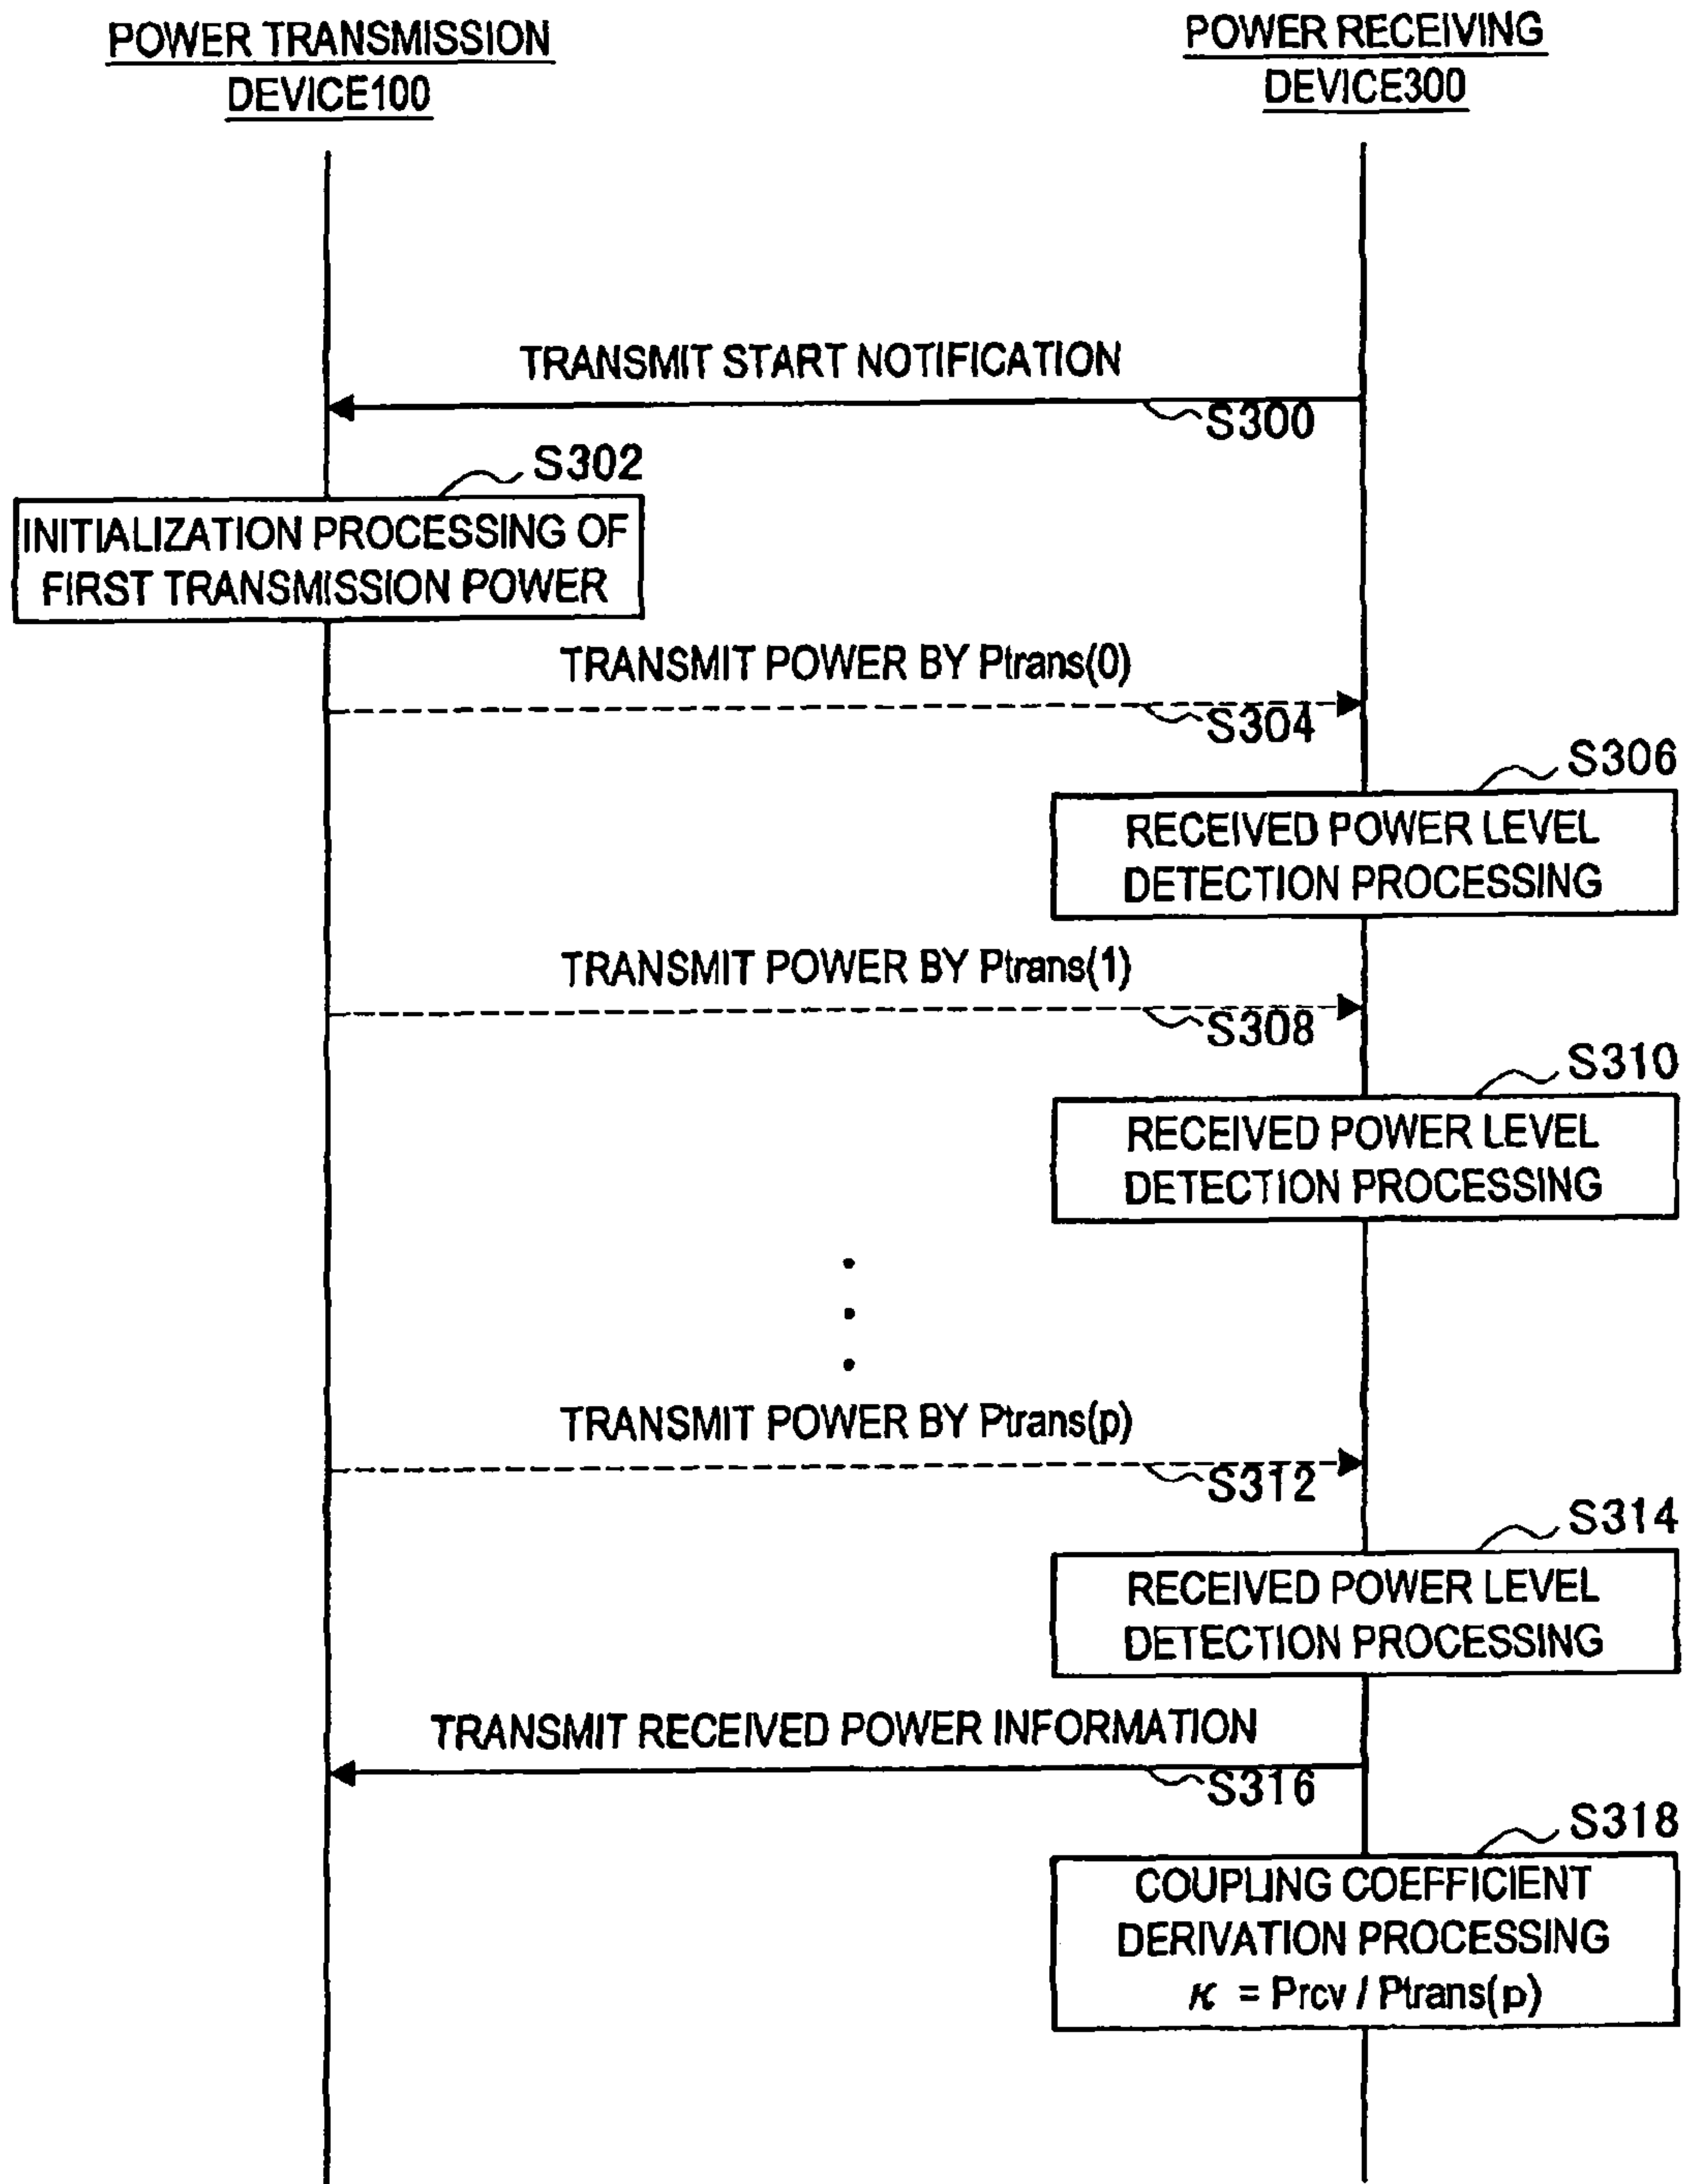 POWER TRANSMISSION
DEVICE100
POWER RECEIVING
DEVICE300
TRANSMIT START NOTIFICATION
S300
S302
INITIALIZATION PROCESSING OF
FIRST TRANSMISSION POWER
TRANSMIT POWER BY Ptrans(0)
S304
S306
RECEIVED POWER LEVEL
DETECTION PROCESSING
TRANSMIT POWER BY Ptrans(1)
S308
S310
RECEIVED POWER LEVEL
DETECTION PROCESSING
TRANSMIT POWER BY Ptrans(p)
S312
S314
RECEIVED POWER LEVEL
DETECTION PROCESSING
TRANSMIT RECEIVED POWER INFORMATION
S316
S318
COUPLING COEFFICIENT
DERIVATION PROCESSING
κ = Prcv / Ptrans(p)